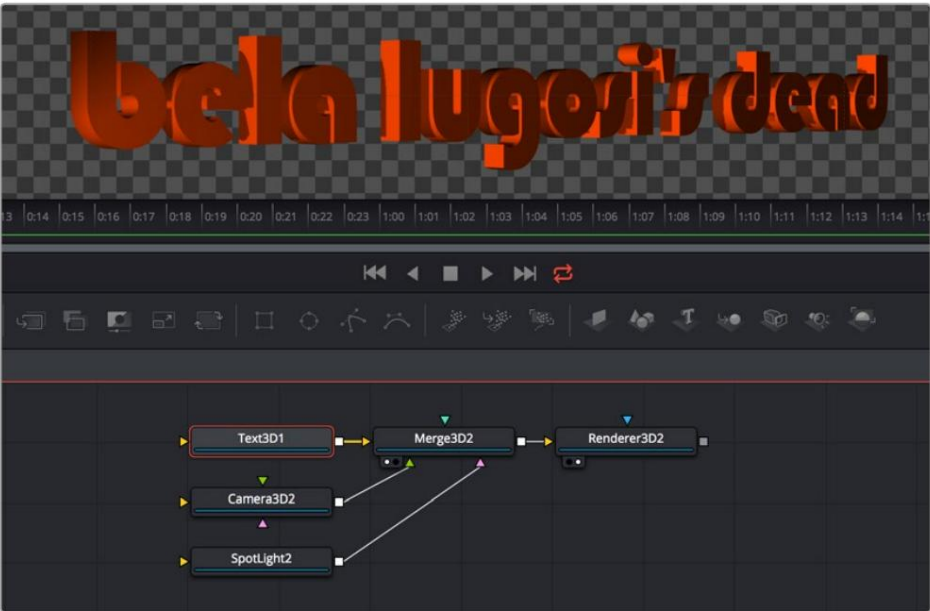 bela lugosi's dead
13 0:14 0:15 0:16 0:17 0:18 0:19 0:20 0:21 0:22 0:23 1:00 1:01 1:02 1:03 1:04 1:05 1:06 1:07 1:08 1:09 1:10 1:11 1:12 1:13 1:14
Text3D1 Merge3D2 Renderer3D2
Camera3D2
SpotLight2